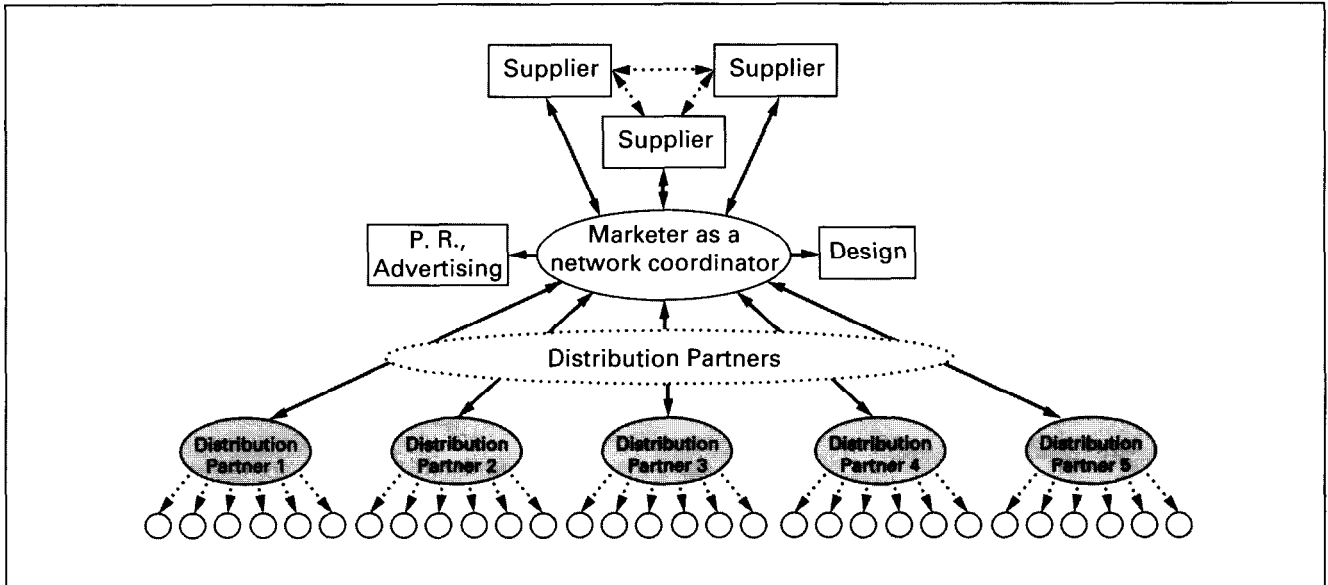 Supplier
Supplier
Supplier
Marketer as a
network coordinator
P. R.,
Advertising
Design
Distribution Partners
Distribution
Partner 1
Distribution
Partner 2
Distribution
Partner 3
Distribution
Partner 4
Distribution
Partner 5